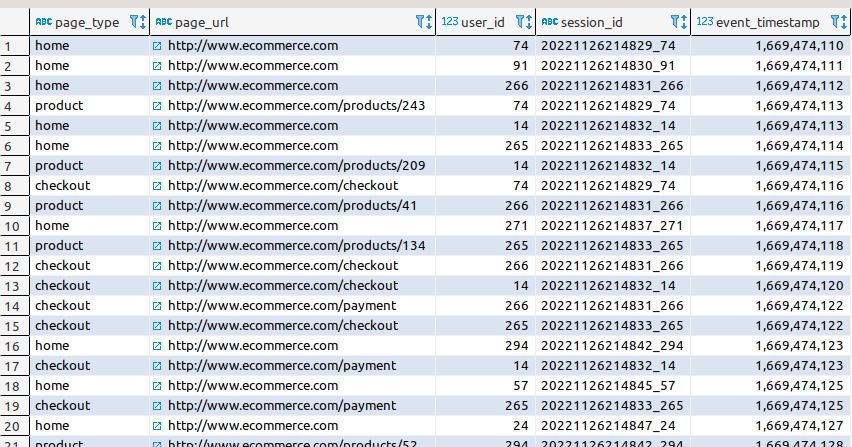 ABC page_type ABC page_url 123 user_id ABC session_id 123 event_timestamp
1 home http://www.ecommerce.com 74 20221126214829_74 1,669,474,110
2 home http://www.ecommerce.com 91 20221126214830_91 1,669,474,111
3 home http://www.ecommerce.com 266 20221126214831_266 1,669,474,112
4 product http://www.ecommerce.com/products/243 74 20221126214829_74 1,669,474,113
5 home http://www.ecommerce.com 14 20221126214832_14 1,669,474,113
6 home http://www.ecommerce.com 265 20221126214833_265 1,669,474,114
7 product http://www.ecommerce.com/products/209 14 20221126214832_14 1,669,474,115
8 checkout http://www.ecommerce.com/checkout 74 20221126214829_74 1,669,474,116
9 product http://www.ecommerce.com/products/41 266 20221126214831_266 1,669,474,116
10 home http://www.ecommerce.com 271 20221126214837_271 1,669,474,117
11 product http://www.ecommerce.com/products/134 265 20221126214833_265 1,669,474,118
12 checkout http://www.ecommerce.com/checkout 266 20221126214831_266 1,669,474,119
13 checkout http://www.ecommerce.com/checkout 14 20221126214832_14 1,669,474,120
14 checkout http://www.ecommerce.com/payment 266 20221126214831_266 1,669,474,122
15 checkout http://www.ecommerce.com/checkout 265 20221126214833_265 1,669,474,122
16 home http://www.ecommerce.com 294 20221126214842_294 1,669,474,123
17 checkout http://www.ecommerce.com/payment 14 20221126214832_14 1,669,474,123
18 home http://www.ecommerce.com 57 20221126214845_57 1,669,474,125
19 checkout http://www.ecommerce.com/payment 265 20221126214833_265 1,669,474,125
20 home http://www.ecommerce.com 24 20221126214847_24 1,669,474,127
21 product http://www.ecommerce.com/products/52 294 20221126214842_294 1,669,474,128